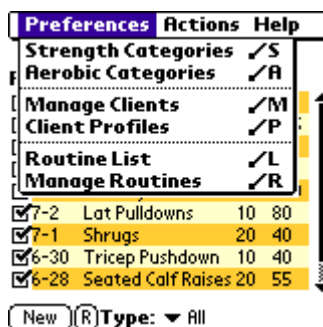 Preferences Actions Help
Strength Categories /S
Aerobic Categories /A
Manage Clients /M
Client Profiles /P
Routine List /L
Manage Routines /R
7-2 Lat Pulldowns 10 80
7-1 Shrugs 20 40
6-30 Tricep Pushdown 10 40
6-28 Seated Calf Raises 20 55
New R Type: All